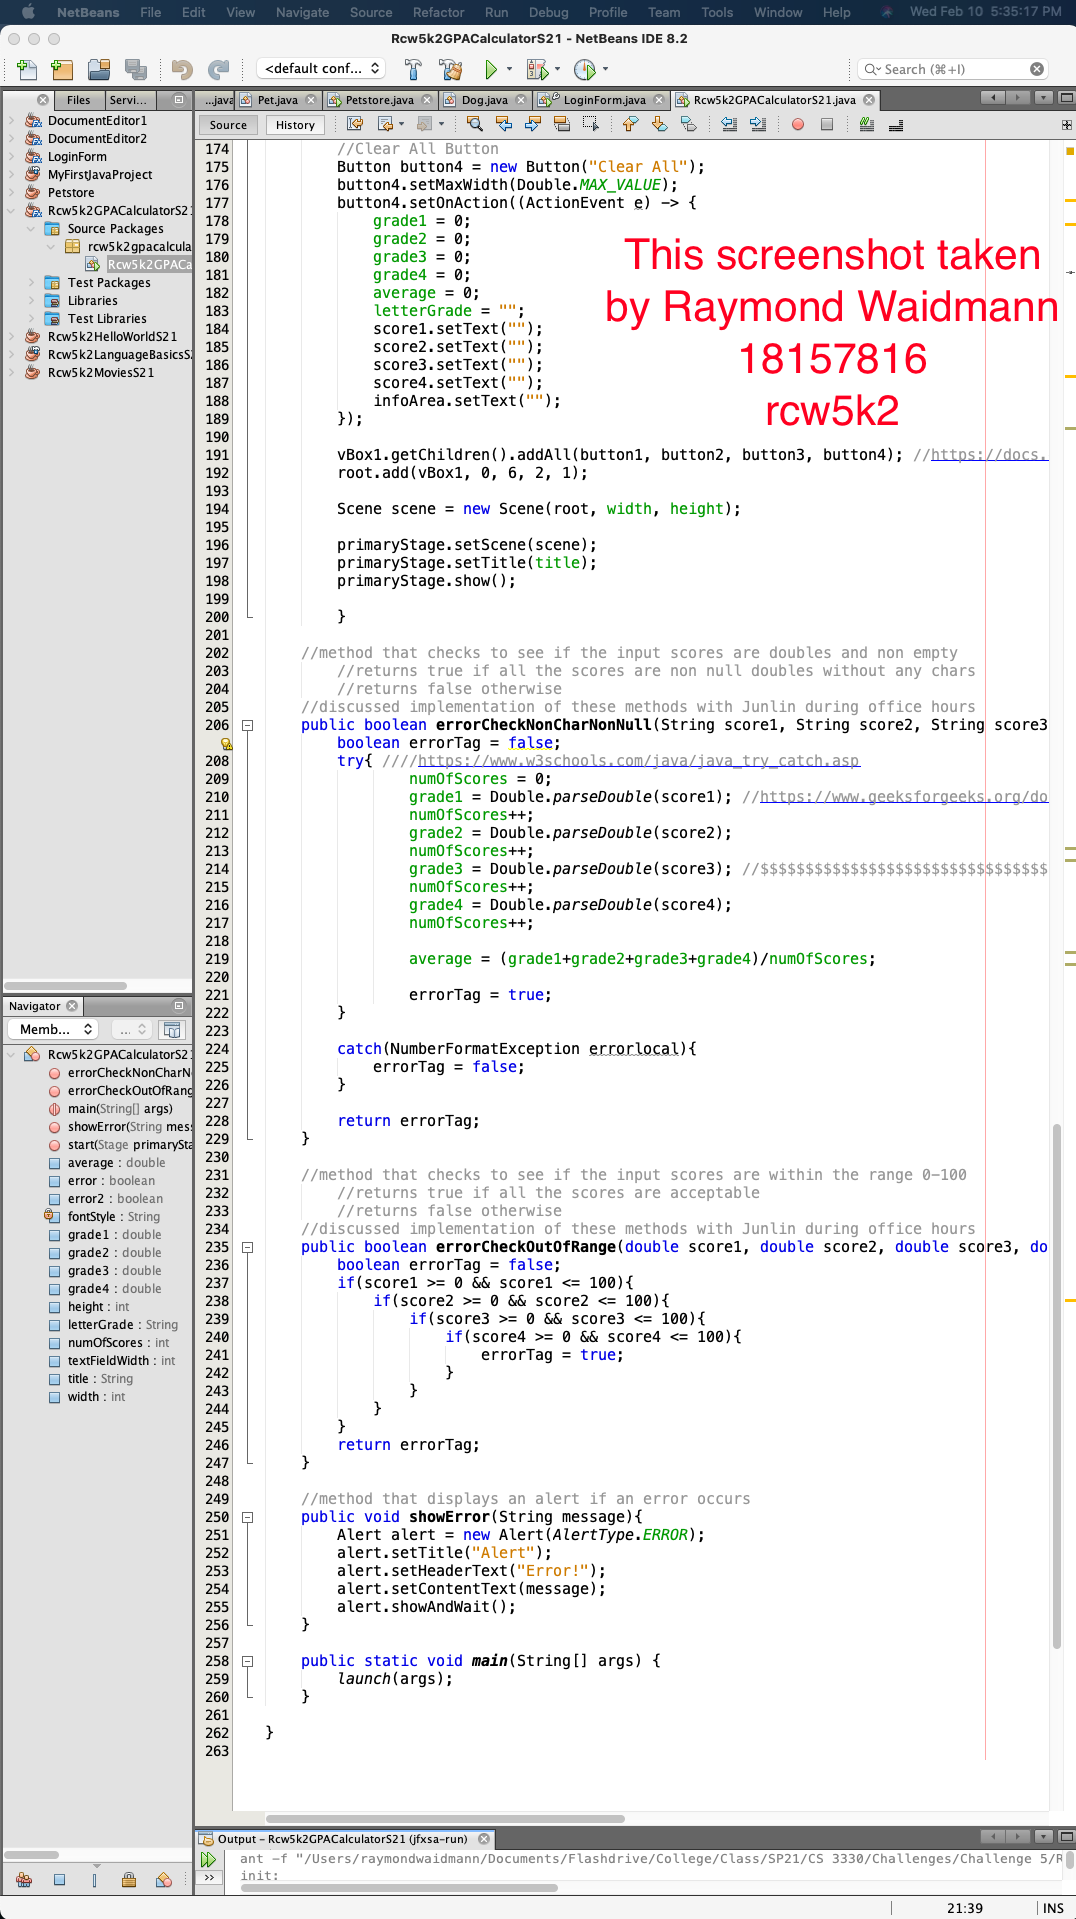 NetBeans File Edit View Navigate Source Refactor Run Debug Profile Team Tools Window Help Wed Feb 10 5:35:17 PM
Rcw5k2GPACalculatorS21 - NetBeans IDE 8.2
<default conf... Search (⌘+I)
Files Servi...
...java Pet.java Petstore.java Dog.java LoginForm.java Rcw5k2GPACalculatorS21.java
Source History
DocumentEditor1
DocumentEditor2
LoginForm
MyFirstJavaProject
Petstore
Rcw5k2GPACalculatorS21
Source Packages
rcw5k2gpacalcula
Rcw5k2GPACa
Test Packages
Libraries
Test Libraries
Rcw5k2HelloWorldS21
Rcw5k2LanguageBasicsS
Rcw5k2MoviesS21
Navigator
Memb... ...
Rcw5k2GPACalculatorS21
errorCheckNonCharN
errorCheckOutOfRang
main(String[] args)
showError(String mes
start(Stage primarySta
average : double
error : boolean
error2 : boolean
fontStyle : String
grade1 : double
grade2 : double
grade3 : double
grade4 : double
height : int
letterGrade : String
numOfScores : int
textFieldWidth : int
title : String
width : int
174 //Clear All Button
175 Button button4 = new Button("Clear All");
176 button4.setMaxWidth(Double.MAX_VALUE);
177 button4.setOnAction((ActionEvent e) -> {
178 grade1 = 0;
179 grade2 = 0;
180 grade3 = 0;
181 grade4 = 0;
182 average = 0;
183 letterGrade = "";
184 score1.setText("");
185 score2.setText("");
186 score3.setText("");
187 score4.setText("");
188 infoArea.setText("");
189 });
190
191 vBox1.getChildren().addAll(button1, button2, button3, button4); //https://docs.
192 root.add(vBox1, 0, 6, 2, 1);
193
194 Scene scene = new Scene(root, width, height);
195
196 primaryStage.setScene(scene);
197 primaryStage.setTitle(title);
198 primaryStage.show();
199
200 }
201
202 //method that checks to see if the input scores are doubles and non empty
203 //returns true if all the scores are non null doubles without any chars
204 //returns false otherwise
205 //discussed implementation of these methods with Junlin during office hours
206 public boolean errorCheckNonCharNonNull(String score1, String score2, String score3
boolean errorTag = false;
208 try{ ////https://www.w3schools.com/java/java_try_catch.asp
209 numOfScores = 0;
210 grade1 = Double.parseDouble(score1); //https://www.geeksforgeeks.org/do
211 numOfScores++;
212 grade2 = Double.parseDouble(score2);
213 numOfScores++;
214 grade3 = Double.parseDouble(score3); //$$$$$$$$$$$$$$$$$$$$$$$$$$$$$$$$
215 numOfScores++;
216 grade4 = Double.parseDouble(score4);
217 numOfScores++;
218
219 average = (grade1+grade2+grade3+grade4)/numOfScores;
220
221 errorTag = true;
222 }
223
224 catch(NumberFormatException errorlocal){
225 errorTag = false;
226 }
227
228 return errorTag;
229 }
230
231 //method that checks to see if the input scores are within the range 0-100
232 //returns true if all the scores are acceptable
233 //returns false otherwise
234 //discussed implementation of these methods with Junlin during office hours
235 public boolean errorCheckOutOfRange(double score1, double score2, double score3, do
236 boolean errorTag = false;
237 if(score1 >= 0 && score1 <= 100){
238 if(score2 >= 0 && score2 <= 100){
239 if(score3 >= 0 && score3 <= 100){
240 if(score4 >= 0 && score4 <= 100){
241 errorTag = true;
242 }
243 }
244 }
245 }
246 return errorTag;
247 }
248
249 //method that displays an alert if an error occurs
250 public void showError(String message){
251 Alert alert = new Alert(AlertType.ERROR);
252 alert.setTitle("Alert");
253 alert.setHeaderText("Error!");
254 alert.setContentText(message);
255 alert.showAndWait();
256 }
257
258 public static void main(String[] args) {
259 launch(args);
260 }
261
262 }
263
This screenshot taken
by Raymond Waidmann
18157816
rcw5k2
Output - Rcw5k2GPACalculatorS21 (jfxsa-run)
ant -f "/Users/raymondwaidmann/Documents/Flashdrive/College/Class/SP21/CS 3330/Challenges/Challenge 5/R
init:
21:39 INS